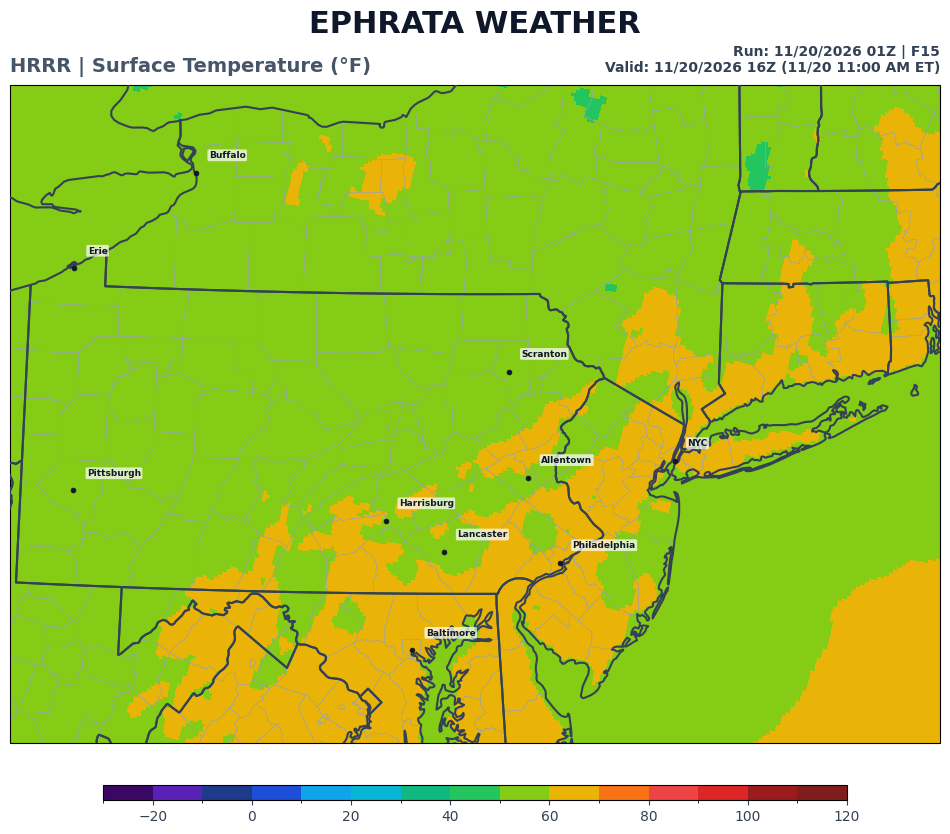 EPHRATA WEATHER
HRRR | Surface Temperature (°F)
Run: 11/20/2026 01Z | F15
Valid: 11/20/2026 16Z (11/20 11:00 AM ET)
Buffalo
Erie
Scranton
NYC
Allentown
Pittsburgh
Harrisburg
Lancaster
Philadelphia
Baltimore
−20 0 20 40 60 80 100 120